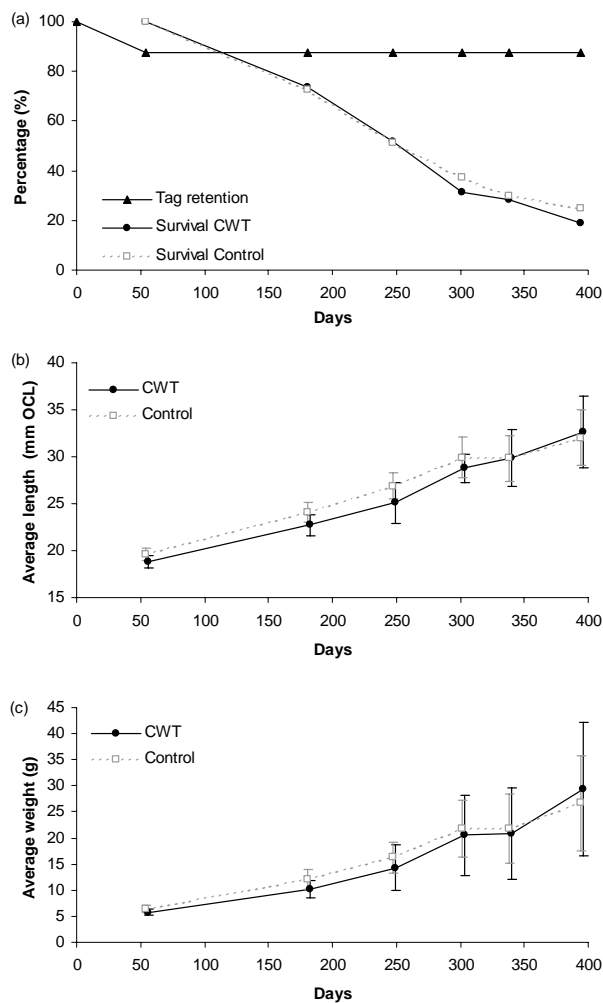 (a)
100
80
60
40
20
0
Percentage (%)
Tag retention
Survival CWT
Survival Control
0 50 100 150 200 250 300 350 400
Days
(b)
40
35
30
25
20
15
Average length (mm OCL)
CWT
Control
0 50 100 150 200 250 300 350 400
Days
(c)
45
40
35
30
25
20
15
10
5
0
Average weight (g)
CWT
Control
0 50 100 150 200 250 300 350 400
Days